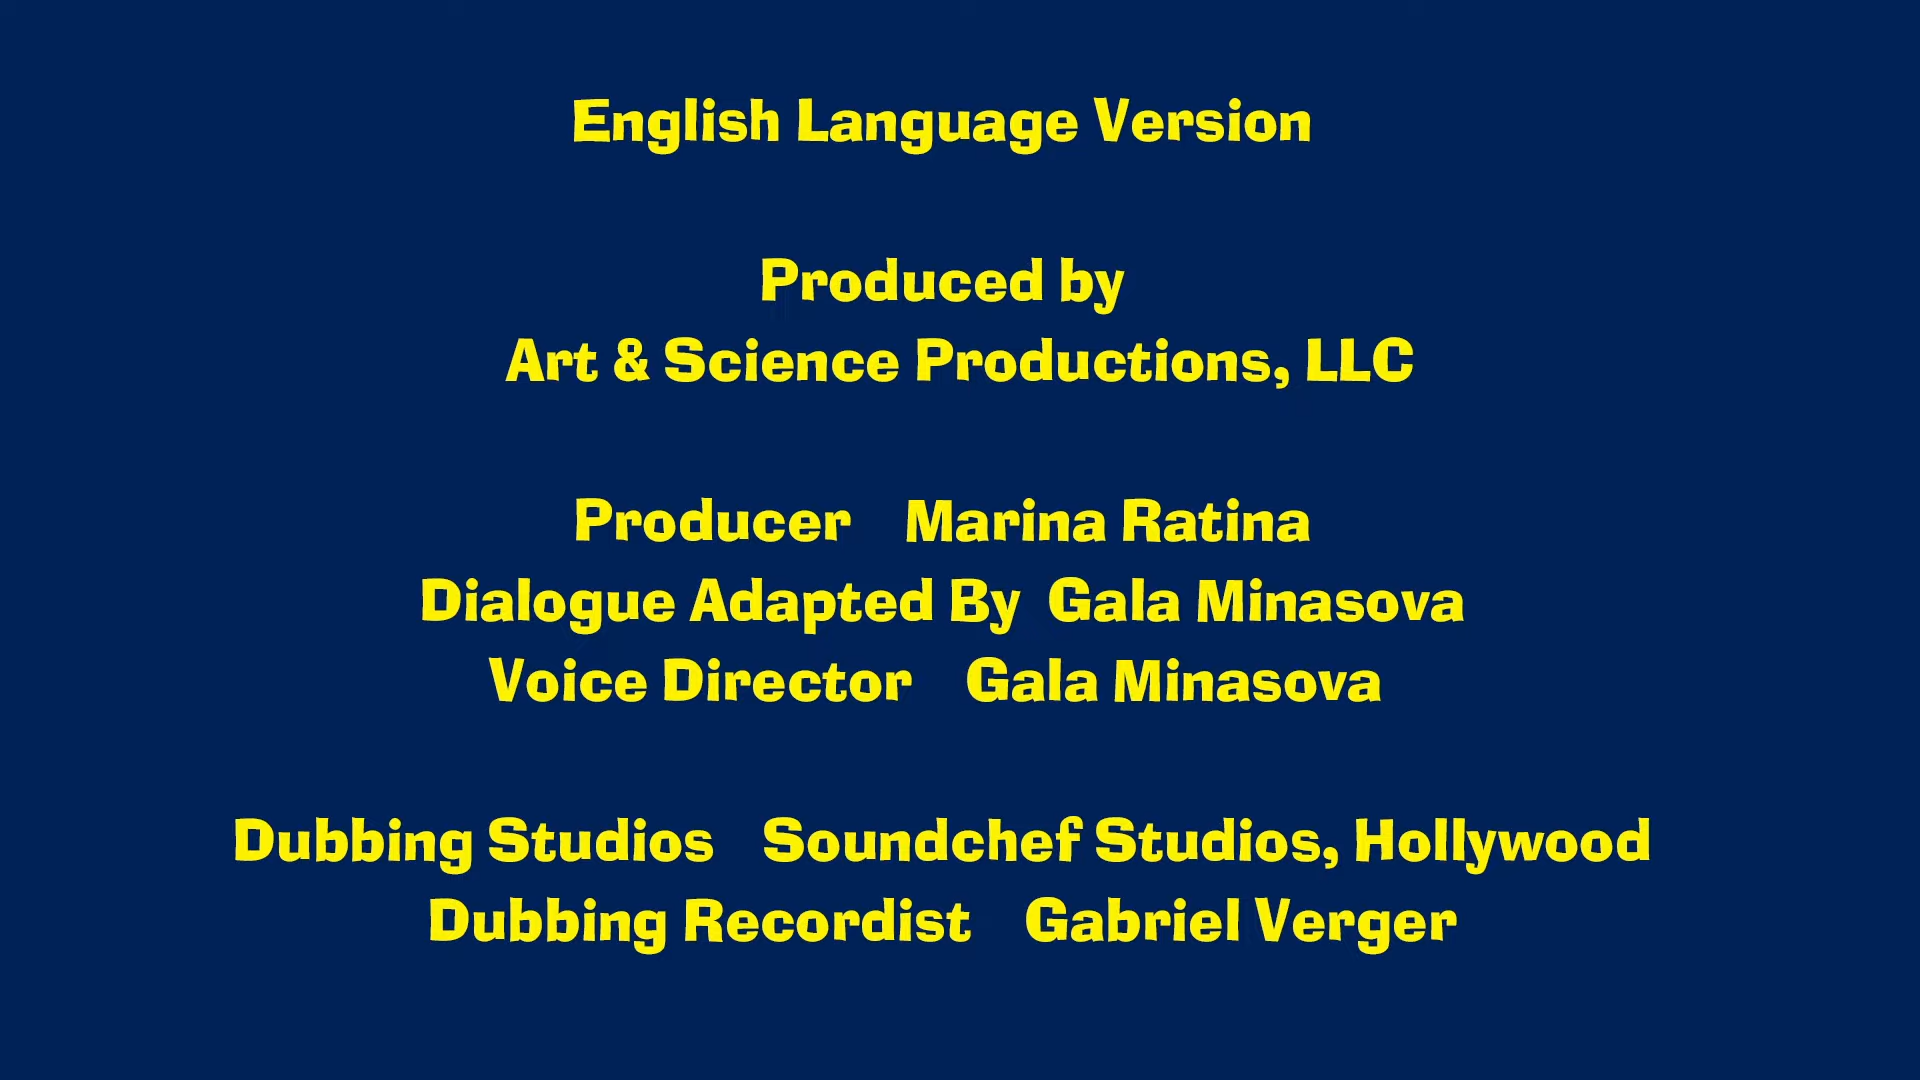 English Language Version
Produced by
Art & Science Productions, LLC
Producer Marina Ratina
Dialogue Adapted By Gala Minasova
Voice Director Gala Minasova
Dubbing Studios Soundchef Studios, Hollywood
Dubbing Recordist Gabriel Verger